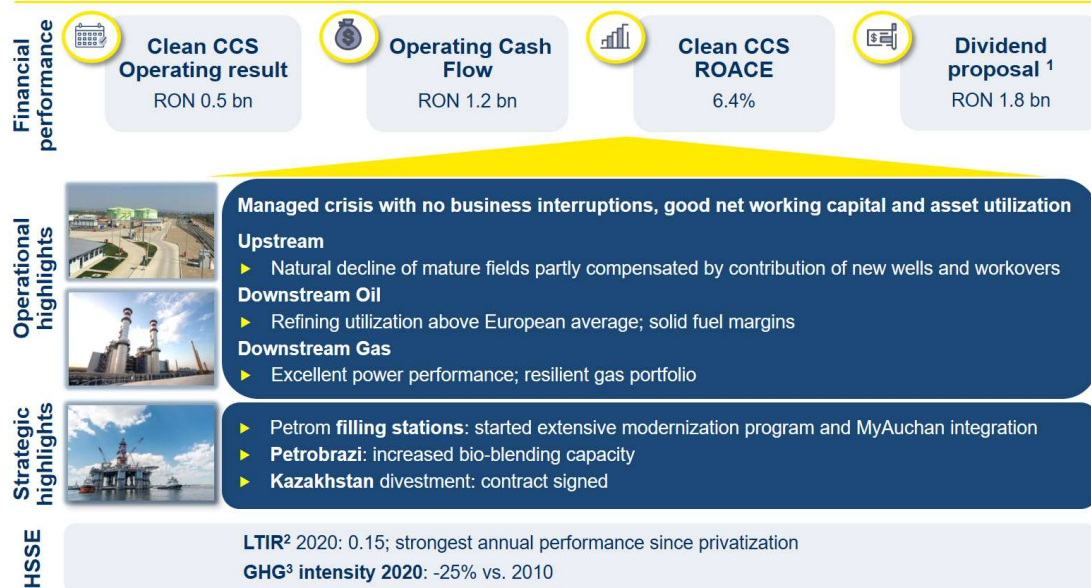 Financial
performance
Clean CCS
Operating result
RON 0.5 bn
Operating Cash
Flow
RON 1.2 bn
Clean CCS
ROACE
6.4%
Dividend
proposal ¹
RON 1.8 bn
Operational
highlights
Managed crisis with no business interruptions, good net working capital and asset utilization
Upstream
► Natural decline of mature fields partly compensated by contribution of new wells and workovers
Downstream Oil
► Refining utilization above European average; solid fuel margins
Downstream Gas
► Excellent power performance; resilient gas portfolio
Strategic
highlights
► Petrom filling stations: started extensive modernization program and MyAuchan integration
► Petrobrazi: increased bio-blending capacity
► Kazakhstan divestment: contract signed
HSSE
LTIR² 2020: 0.15; strongest annual performance since privatization
GHG³ intensity 2020: -25% vs. 2010